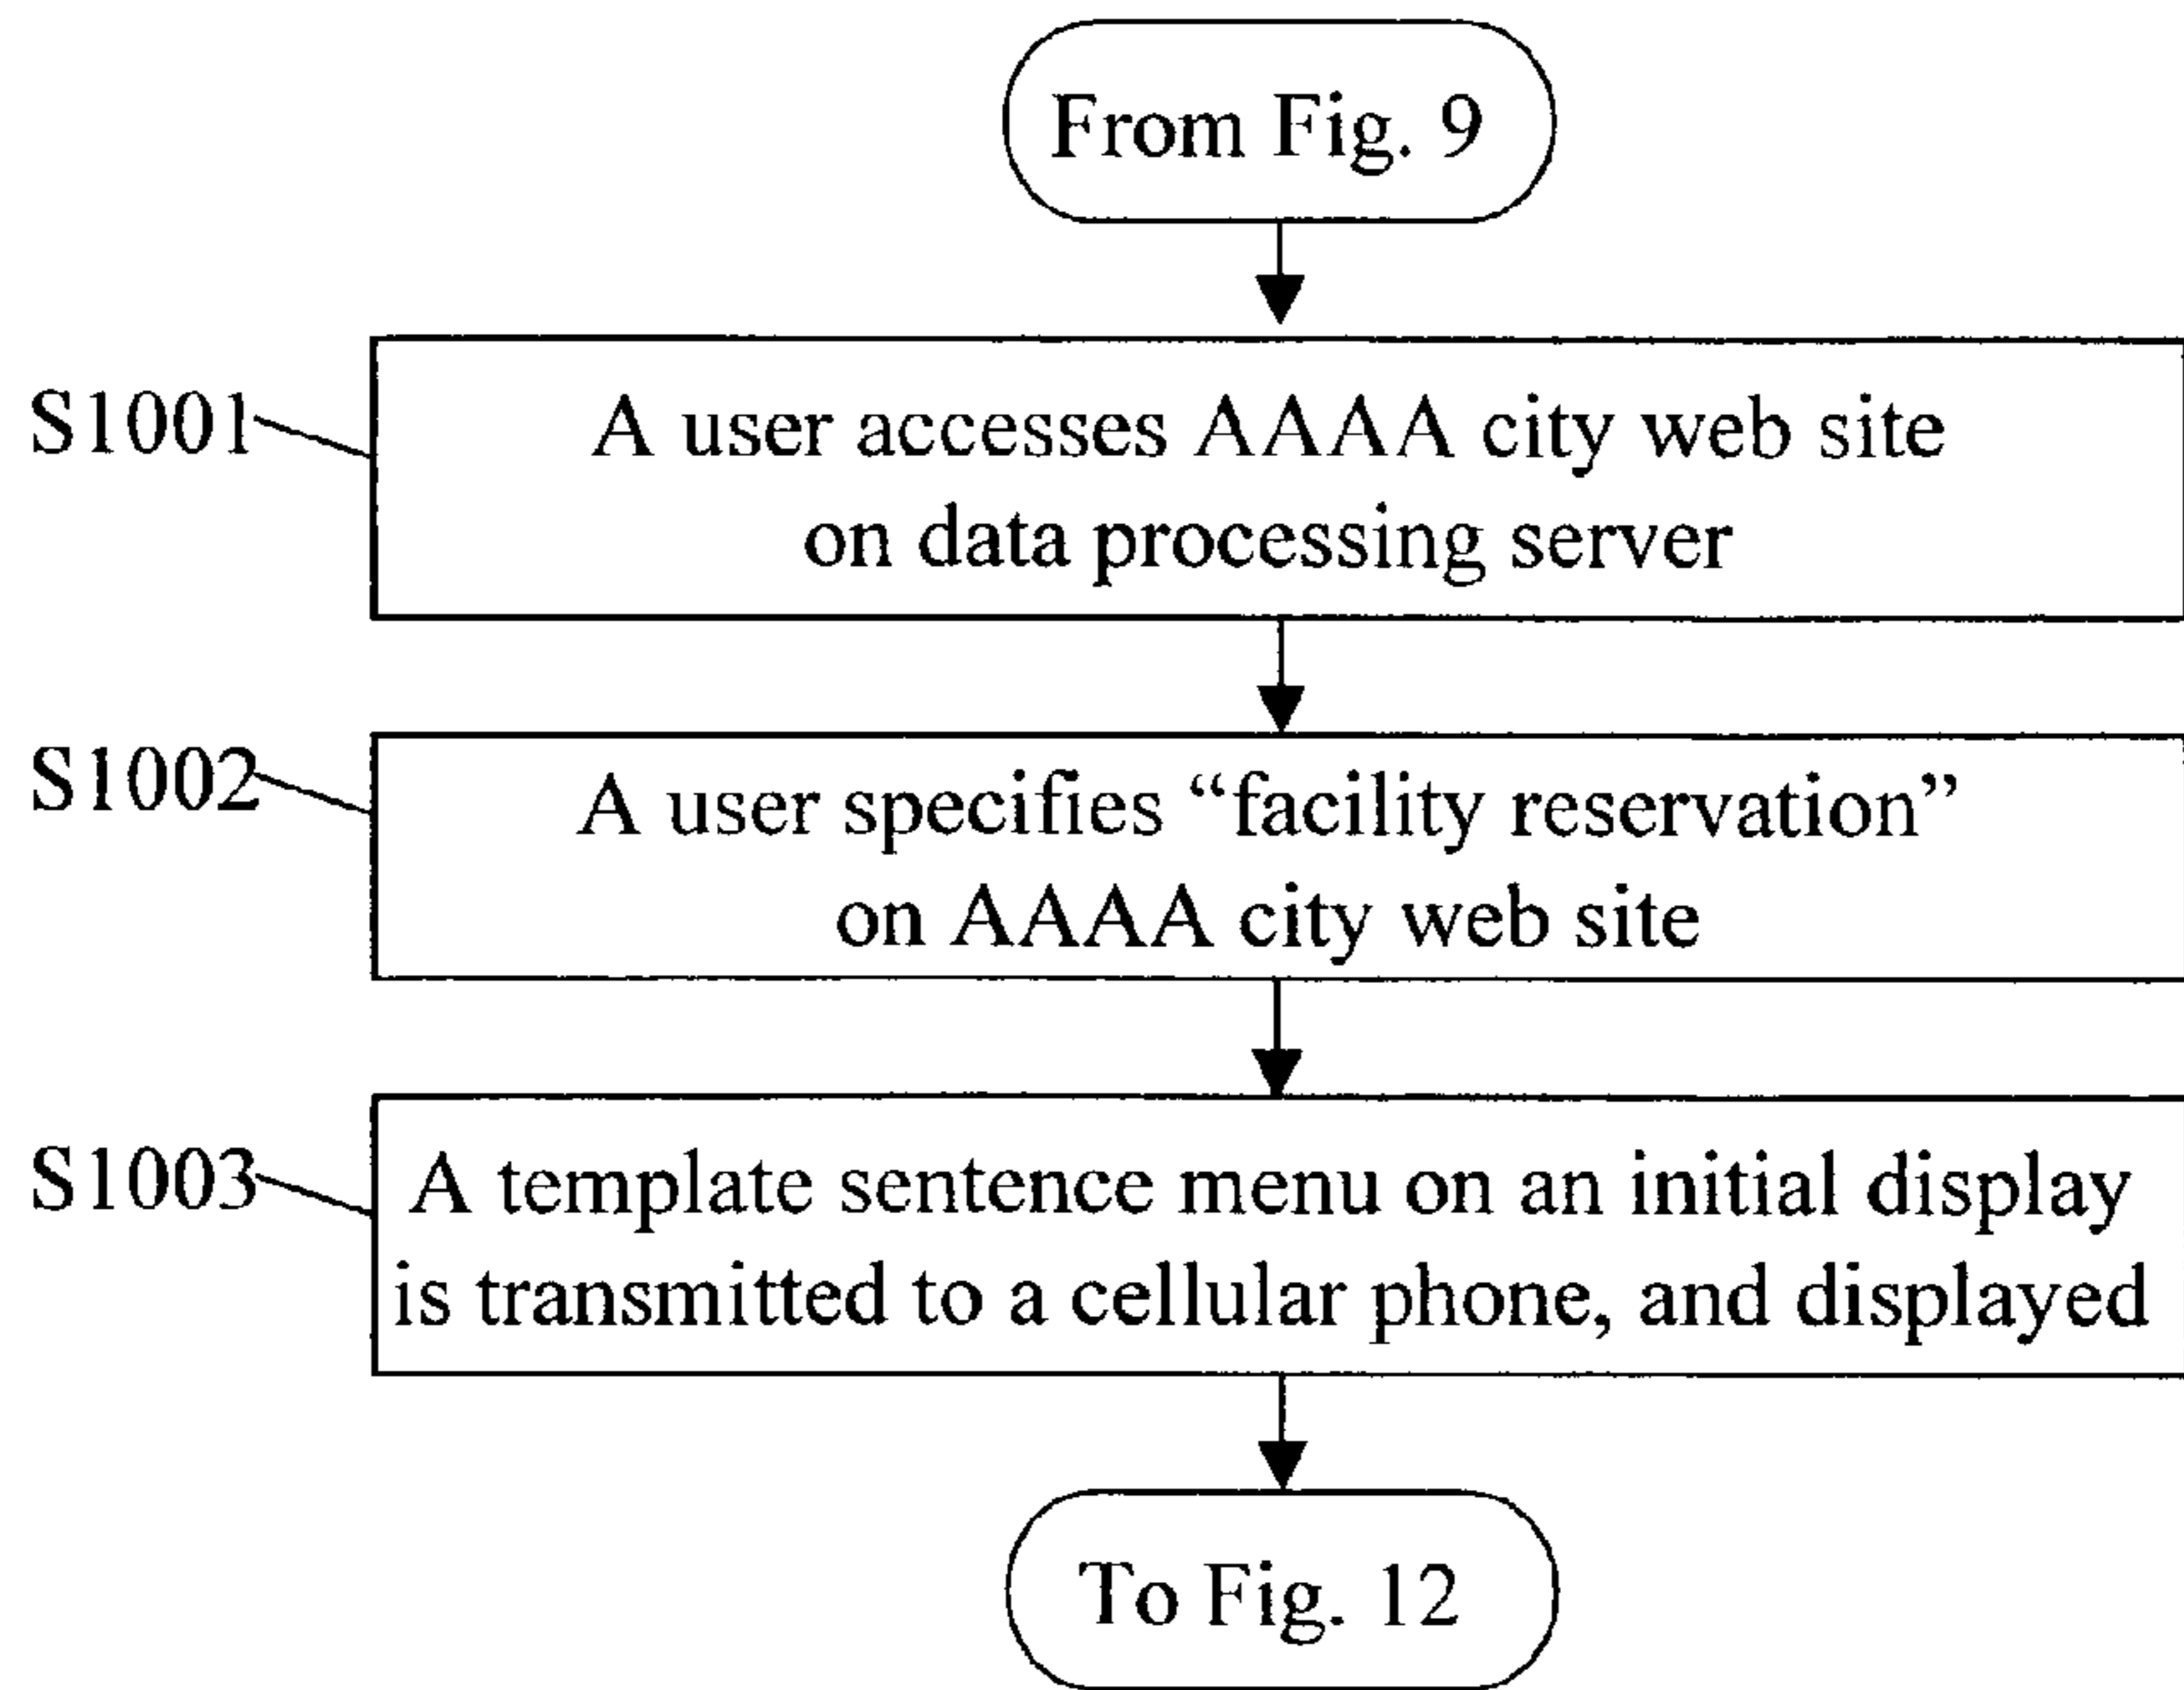 From Fig. 9
S1001
A user accesses AAAA city web site
on data processing server
S1002
A user specifies “facility reservation”
on AAAA city web site
S1003
A template sentence menu on an initial display
is transmitted to a cellular phone, and displayed
To Fig. 12